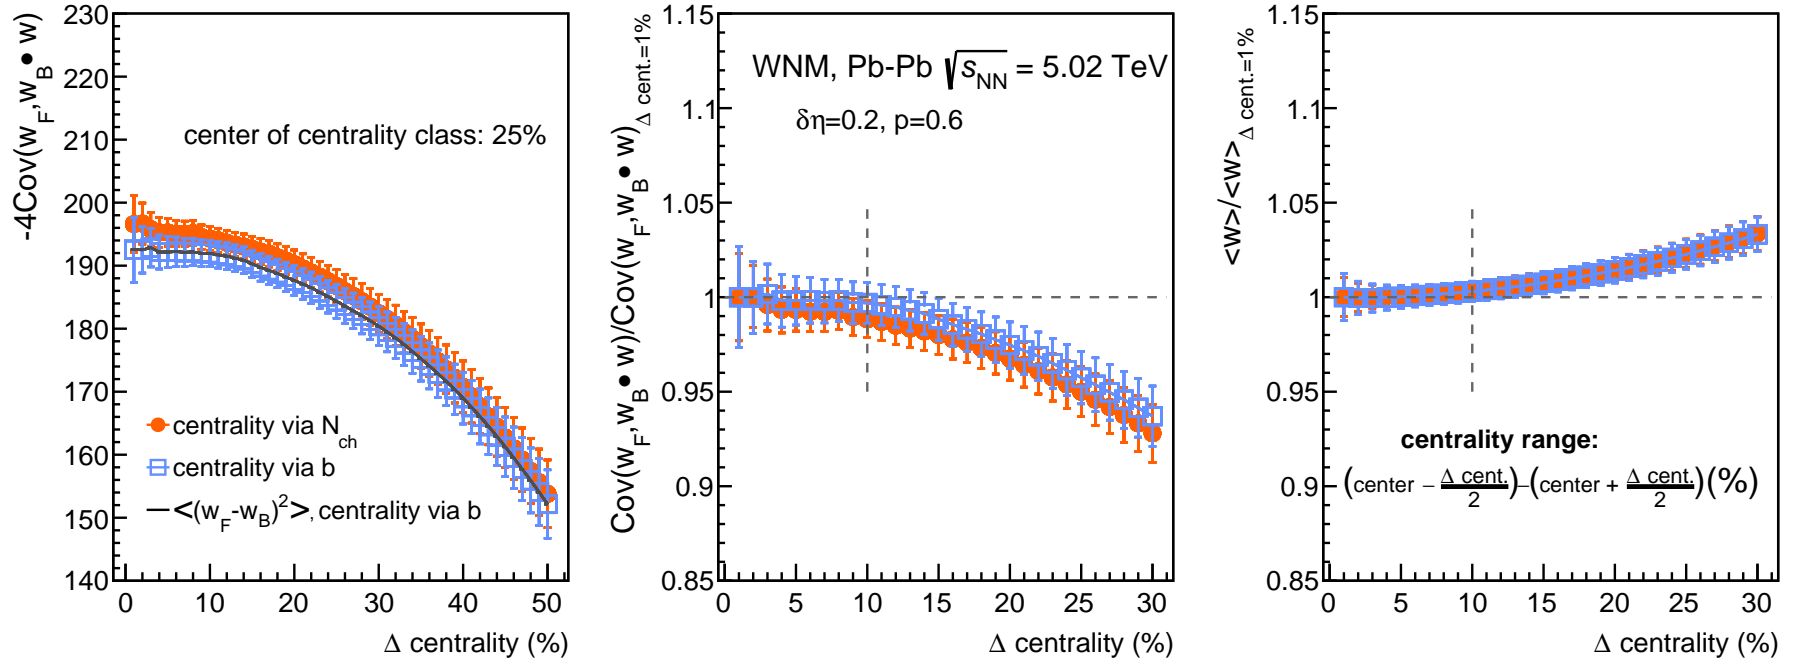 -4Cov(w_F,w_B • w)
230
220
210
200
190
180
170
160
150
140
center of centrality class: 25%
centrality via N_ch
centrality via b
<(w_F-w_B)²>, centrality via b
0 10 20 30 40 50
Δ centrality (%)
Cov(w_F,w_B • w)/Cov(w_F,w_B • w)_Δ cent.=1%
1.15
1.1
1.05
1
0.95
0.9
0.85
WNM, Pb-Pb √s_NN = 5.02 TeV
δη=0.2, p=0.6
0 5 10 15 20 25 30
Δ centrality (%)
<w>/<w>_Δ cent.=1%
1.15
1.1
1.05
1
0.95
0.9
0.85
centrality range:
(center − Δ cent./2)−(center + Δ cent./2)(%)
0 5 10 15 20 25 30
Δ centrality (%)